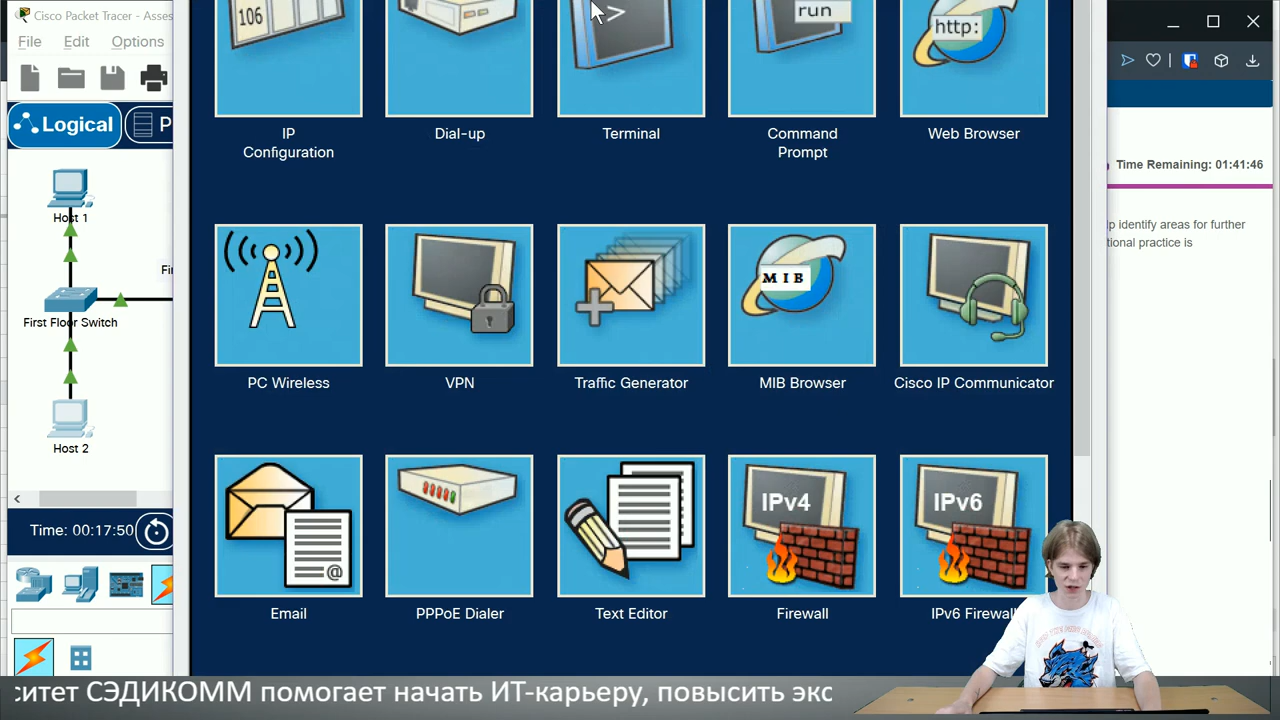 Cisco Packet Tracer - Asses
File Edit Options
Logical
P
Host 1
Fi
First Floor Switch
Host 2
Time: 00:17:50
106
>
run
http:
IP Configuration
Dial-up
Terminal
Command Prompt
Web Browser
MIB
PC Wireless
VPN
Traffic Generator
MIB Browser
Cisco IP Communicator
@
IPv4
IPv6
Email
PPPoE Dialer
Text Editor
Firewall
IPv6 Firewall
Time Remaining: 01:41:46
lp identify areas for further
tional practice is
ситет СЭДИКОММ помогает начать ИТ-карьеру, повысить экс